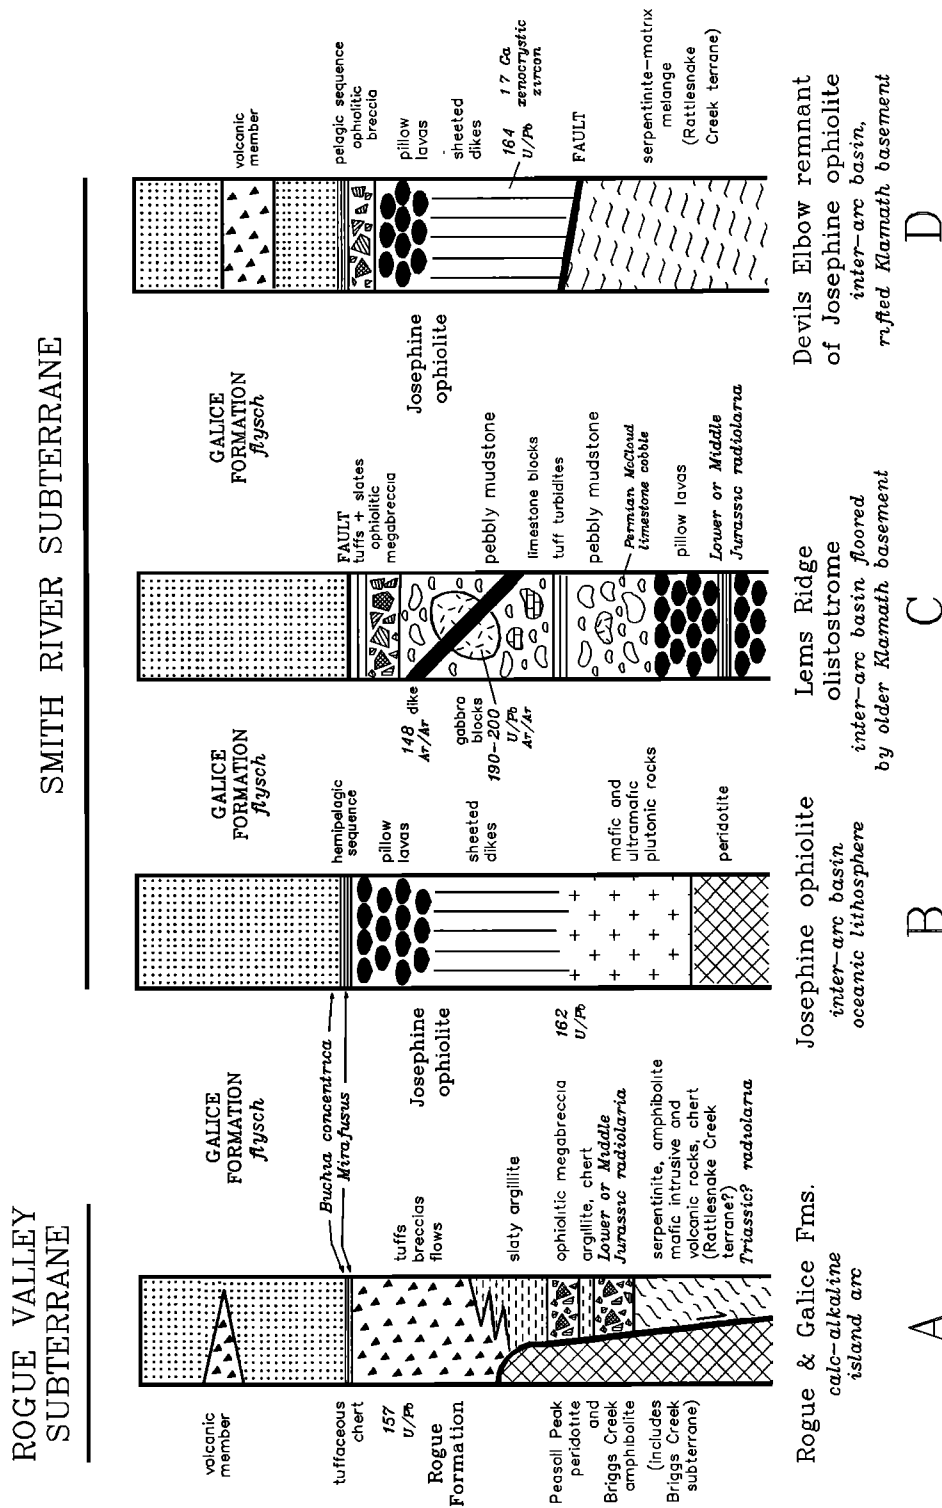 ROGUE VALLEY
SUBTERRANE
SMITH RIVER SUBTERRANE
volcanic
member
tuffaceous
chert
157
U/Pb
Rogue
Formation
Peasoll Peak
peridotite
and
Briggs Creek
amphibolite
(includes
Briggs Creek
subterrane)
GALICE
FORMATION
flysch
Buchia concentrica
Mirafusus
tuffs
breccias
flows
slaty argillite
ophiolitic megabreccia
argillite, chert
Lower or Middle
Jurassic radiolaria
serpentinite, amphibolite
mafic intrusive and
volcanic rocks, chert
(Rattlesnake Creek
terrane?)
Triassic? radiolaria
Rogue & Galice Fms.
calc-alkaline
island arc
A
Josephine
ophiolite
162
U/Pb
GALICE
FORMATION
flysch
hemipelagic
sequence
pillow
lavas
sheeted
dikes
mafic and
ultramafic
plutonic rocks
peridotite
Josephine ophiolite
inter-arc basin
oceanic lithosphere
B
148 dike
Ar/Ar
gabbro
blocks
190-200
U/Pb
Ar/Ar
GALICE
FORMATION
flysch
FAULT
tuffs + slates
ophiolitic
megabreccia
pebbly mudstone
limestone blocks
tuff turbidites
pebbly mudstone
Permian McCloud
limestone cobble
pillow lavas
Lower or Middle
Jurassic radiolaria
Lems Ridge
olistostrome
inter-arc basin floored
by older Klamath basement
C
Josephine
ophiolite
volcanic
member
pelagic sequence
ophiolitic
breccia
pillow
lavas
sheeted
dikes
164
U/Pb
1 7 Ga
xenocrystic
zircon
FAULT
serpentinite-matrix
melange
(Rattlesnake
Creek terrane)
Devils Elbow remnant
of Josephine ophiolite
inter-arc basin,
rifted Klamath basement
D